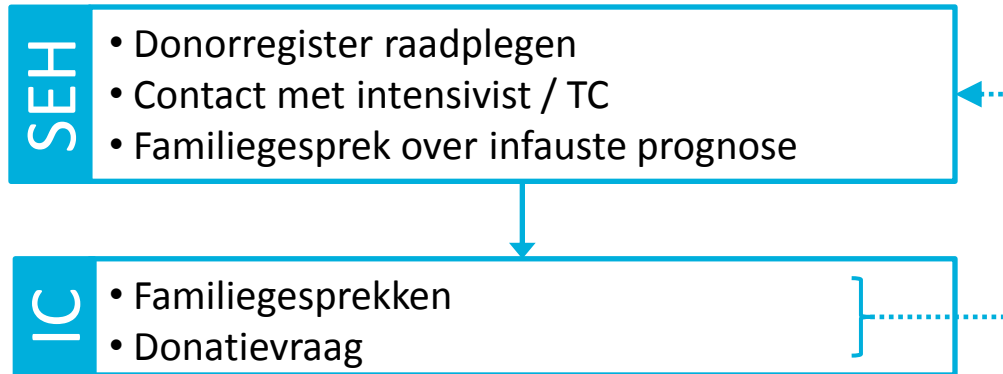 SEH
• Donorregister raadplegen
• Contact met intensivist / TC
• Familiegesprek over infauste prognose
IC
• Familiegesprekken
• Donatievraag